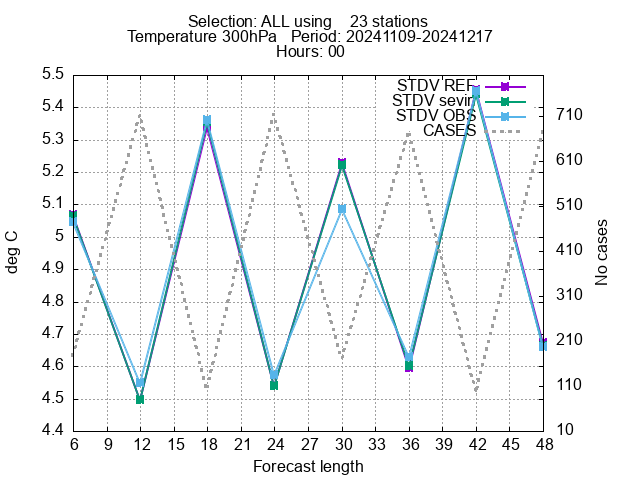 Selection: ALL using    23 stations
Temperature 300hPa   Period: 20241109-20241217
Hours: 00
5.5
5.4
5.3
5.2
5.1
5
4.9
4.8
4.7
4.6
4.5
4.4
deg C
STDV REF
STDV sevir
STDV OBS
CASES
710
610
510
410
310
210
110
10
No cases
6 9 12 15 18 21 24 27 30 33 36 39 42 45 48
Forecast length